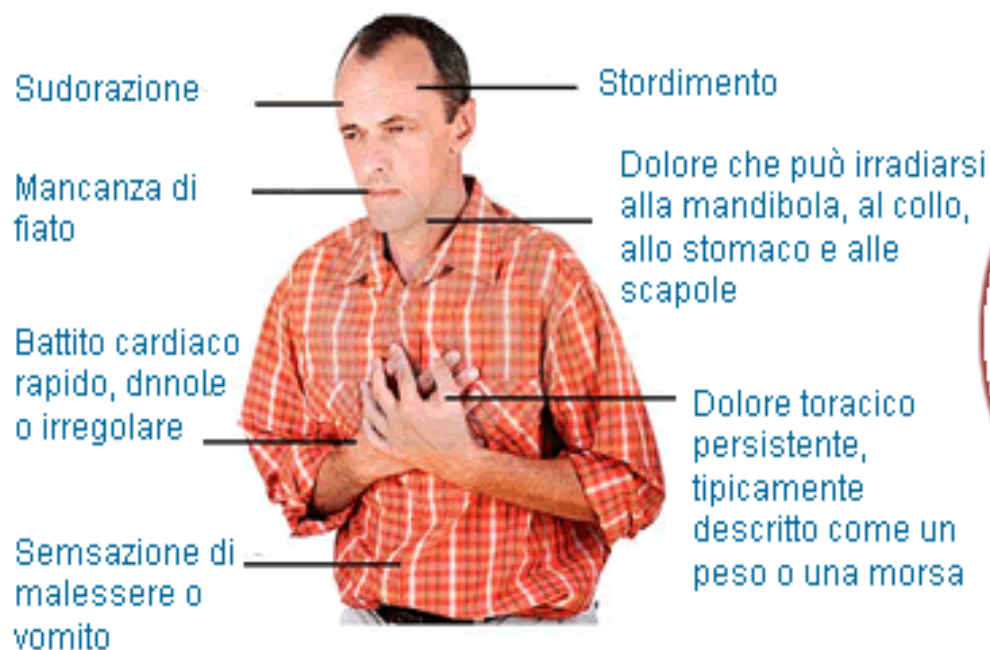 Sudorazione
Mancanza di
fiato
Battito cardiaco
rapido, dnnole
o irregolare
Semsazione di
malessere o
vomito
Stordimento
Dolore che può irradiarsi
alla mandibola, al collo,
allo stomaco e alle
scapole
Dolore toracico
persistente,
tipicamente
descritto come un
peso o una morsa